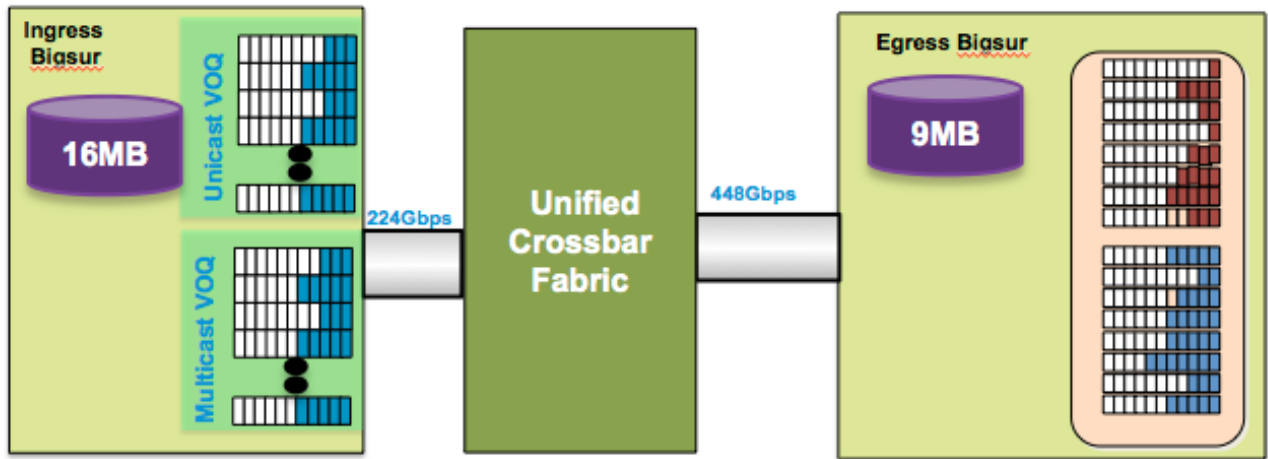 Ingress
Bigsur
16MB
Unicast VOQ
Multicast VOQ
224Gbps
Unified
Crossbar
Fabric
448Gbps
Egress Bigsur
9MB